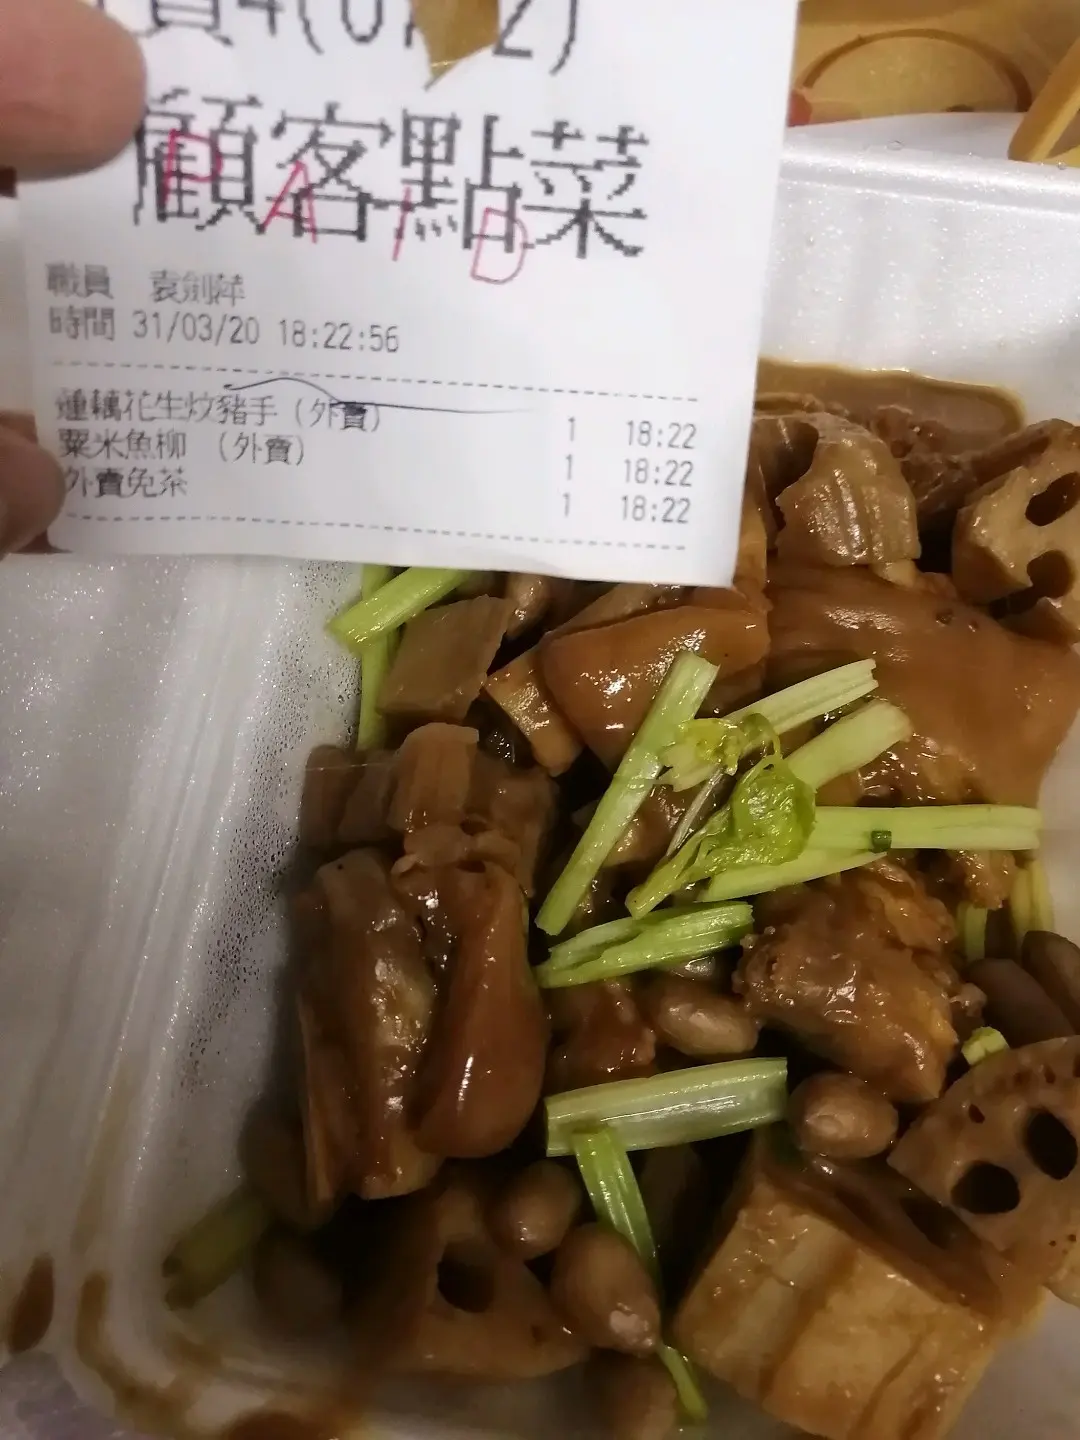 顧客點菜
PAID
職員 袁劍萍
時間 31/03/20 18:22:56
蓮藕花生炆豬手(外賣) 1 18:22
粟米魚柳 (外賣) 1 18:22
外賣免茶 1 18:22